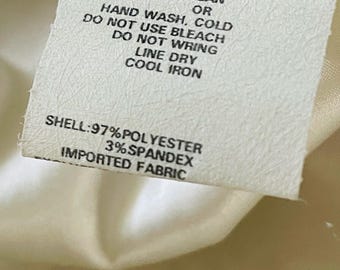 OR
HAND WASH, COLD
DO NOT USE BLEACH
DO NOT WRING
LINE DRY
COOL IRON
SHELL:97%POLYESTER
3%SPANDEX
IMPORTED FABRIC